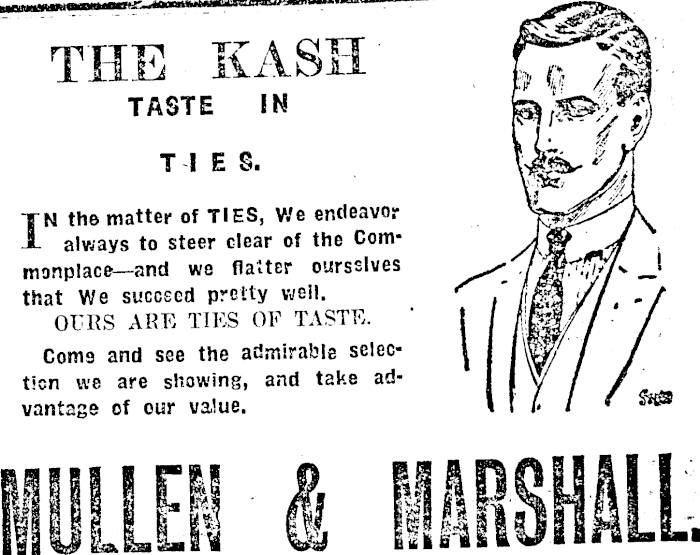 THE KASH
TASTE IN
TIES.
IN the matter of TIES, We endeavor
always to steer clear of the Com-
monplace—and we flatter ourselves
that We succeed pretty well.
OURS ARE TIES OF TASTE.
Come and see the admirable selec-
tion we are showing, and take ad-
vantage of our value.
MULLEN & MARSHALL.